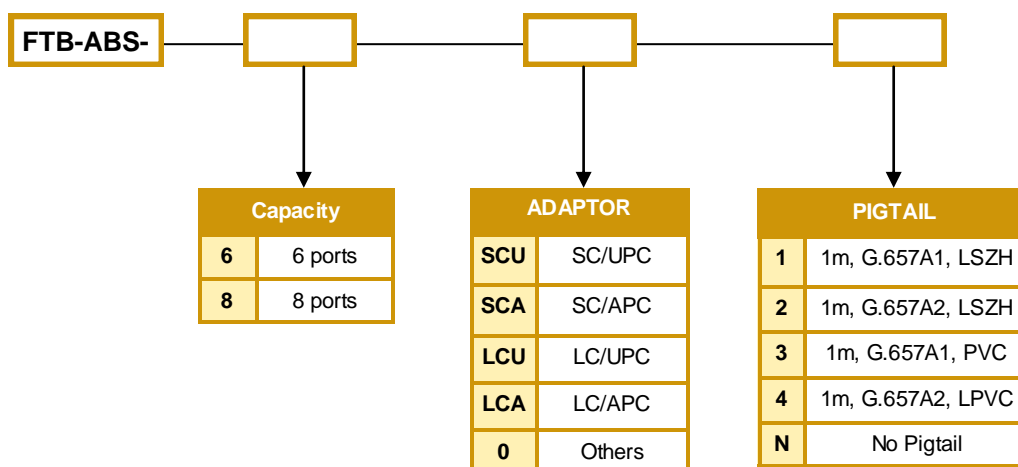 FTB-ABS-
Capacity
6 6 ports
8 8 ports
ADAPTOR
SCU SC/UPC
SCA SC/APC
LCU LC/UPC
LCA LC/APC
0 Others
PIGTAIL
1 1m, G.657A1, LSZH
2 1m, G.657A2, LSZH
3 1m, G.657A1, PVC
4 1m, G.657A2, LPVC
N No Pigtail